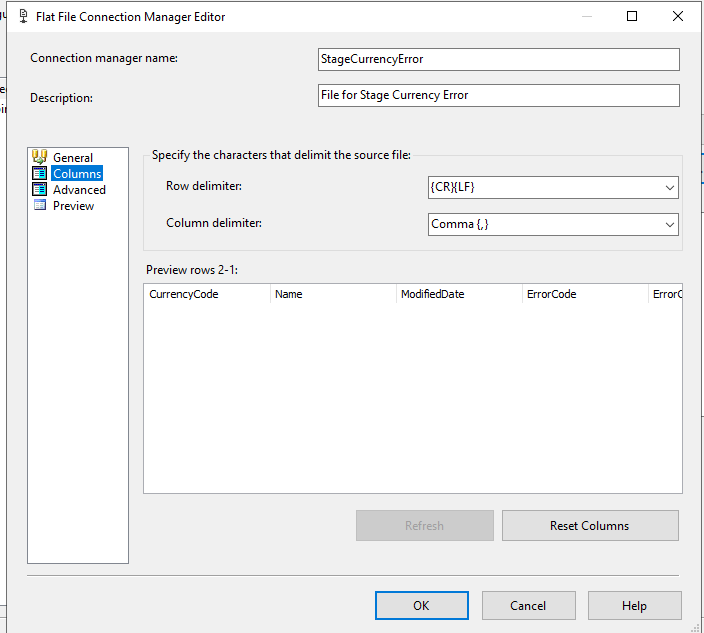 Flat File Connection Manager Editor
Connection manager name:
StageCurrencyError
Description:
File for Stage Currency Error
General
Columns
Advanced
Preview
Specify the characters that delimit the source file:
Row delimiter:
{CR}{LF}
Column delimiter:
Comma {,}
Preview rows 2-1:
CurrencyCode Name ModifiedDate ErrorCode ErrorC
Refresh Reset Columns
OK Cancel Help